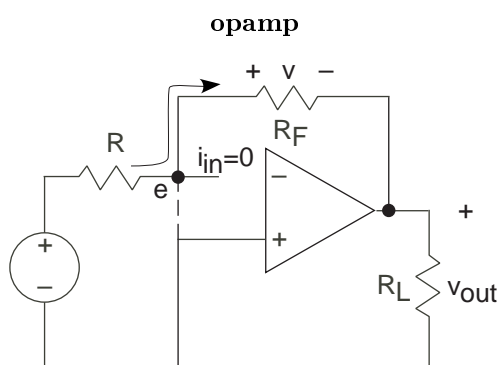 opamp
+ v −
R
R_F
i_in=0
e
−
+
+
+
−
R_L
v_out